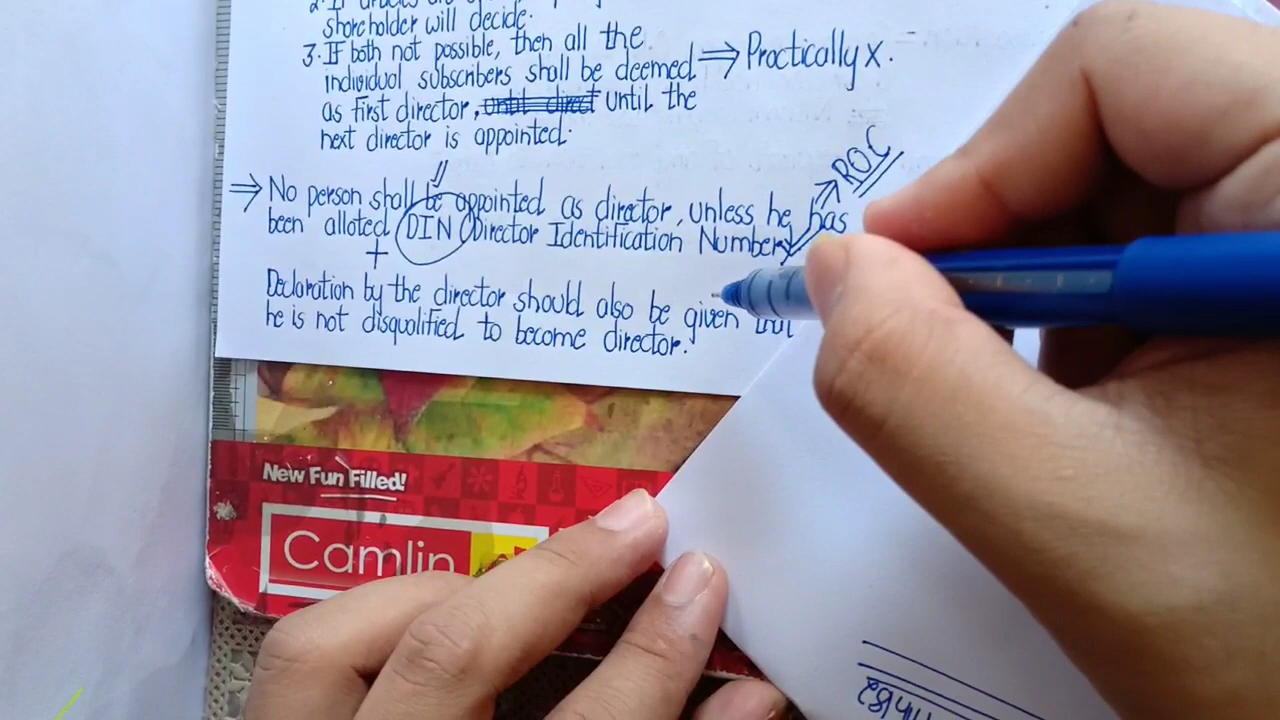 shareholder will decide.
3. IF both not possible, then all the
individual subscribers shall be deemed ⇒ Practically x.
as first director, until direct until the
next director is appointed.
ROC
⇒ No person shall be appointed as director, unless he has
been alloted DIN (Director Identification Number)
+
Declaration by the director should also be given that
he is not disqualified to become director.
New Fun Filled!
Camlin